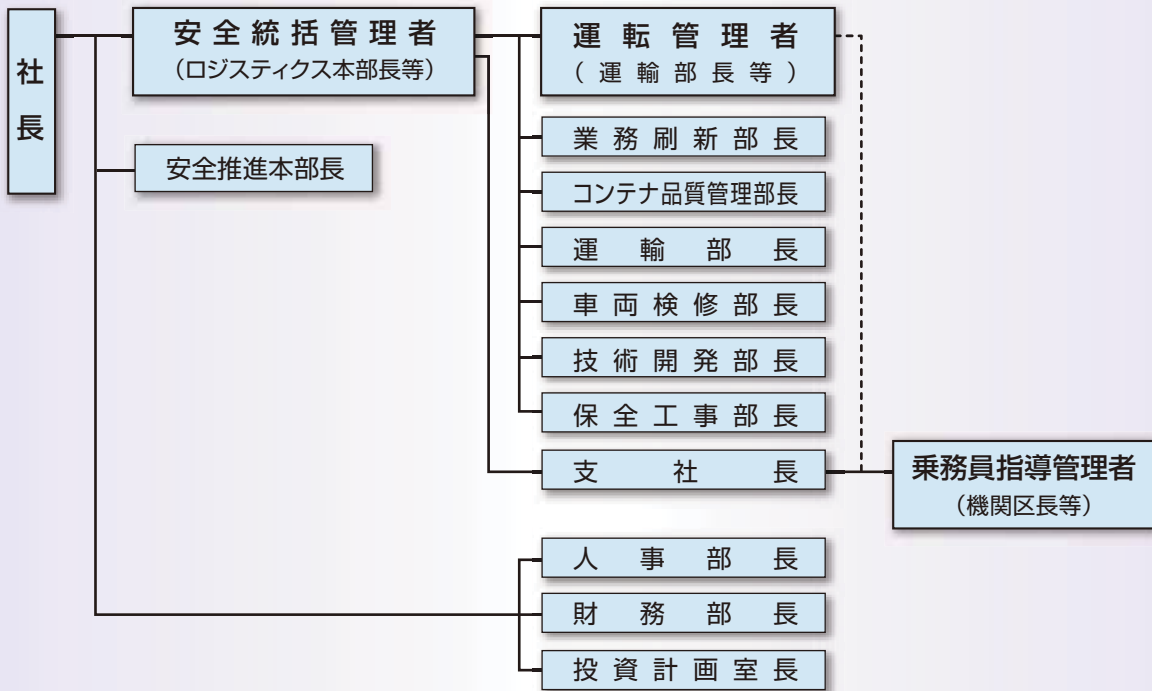 社長
安全統括管理者
（ロジスティクス本部長等）
安全推進本部長
運転管理者
（運輸部長等）
業務刷新部長
コンテナ品質管理部長
運輸部長
車両検修部長
技術開発部長
保全工事部長
支社長
乗務員指導管理者
（機関区長等）
人事部長
財務部長
投資計画室長